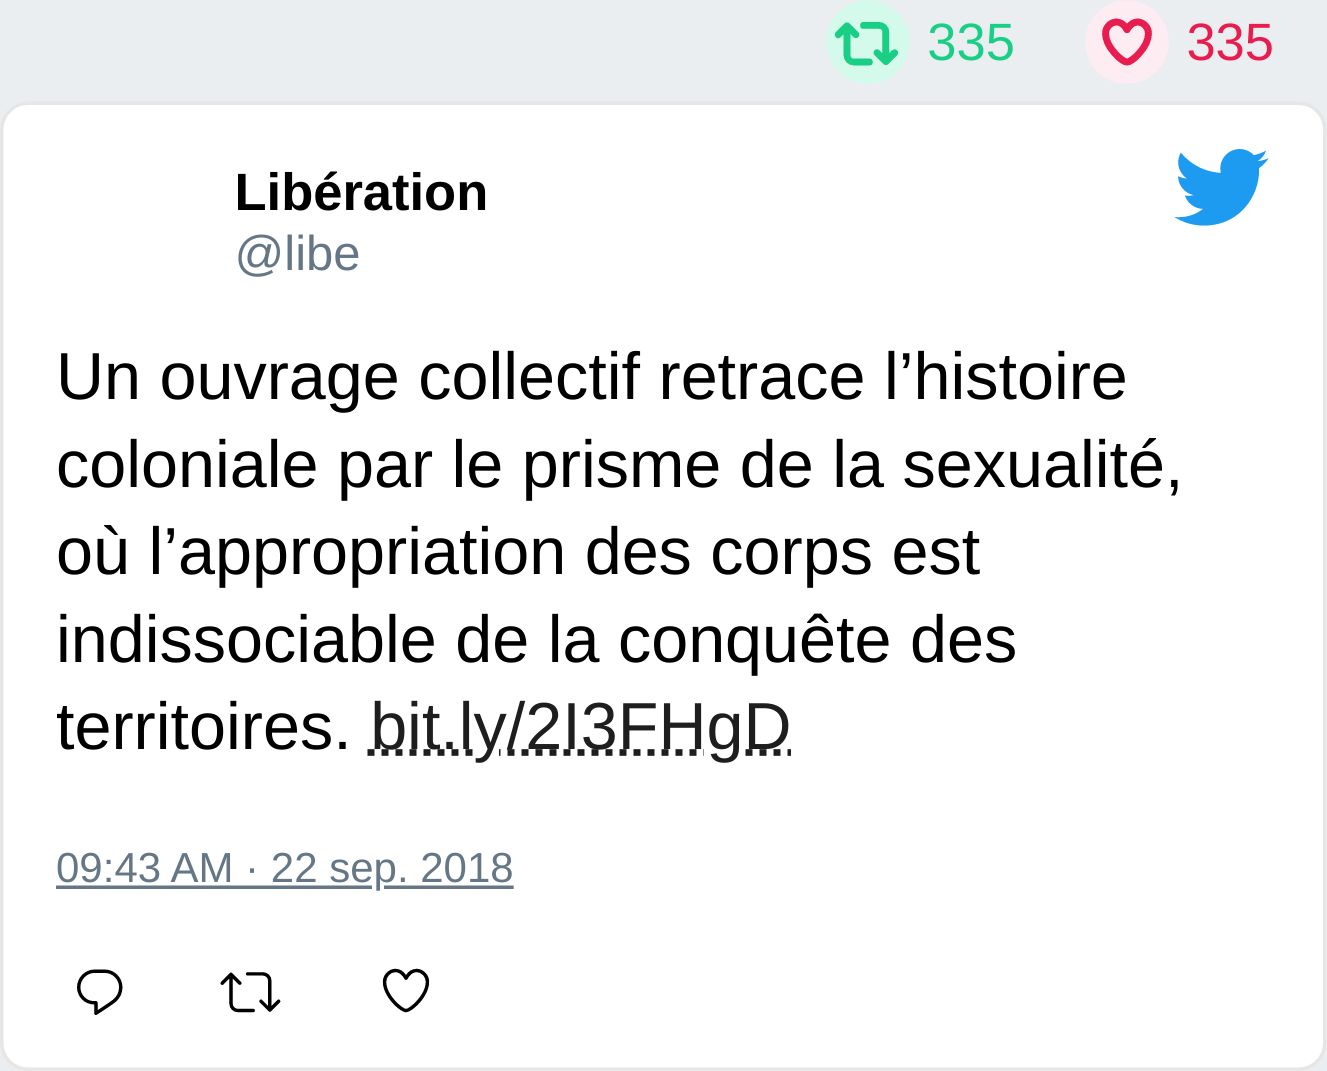 335 335
Libération
@libe
Un ouvrage collectif retrace l’histoire
coloniale par le prisme de la sexualité,
où l’appropriation des corps est
indissociable de la conquête des
territoires. bit.ly/2I3FHgD
09:43 AM · 22 sep. 2018